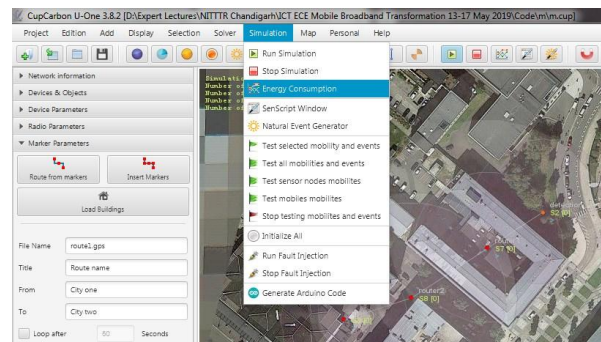 CupCarbon U-One 3.8.2 [D:\Expert Lectures\NITTTR Chandigarh\ICT ECE Mobile Broadband Transformation 13-17 May 2019\Code\m\m.cup]
Project Edition Add Display Selection Solver Simulation Map Personal Help
Network information
Devices & Objects
Device Parameters
Radio Parameters
Marker Parameters
Route from markers Insert Markers
Load Buildings
File Name route1.gps
Title Route name
From City one
To City two
Loop after 60 Seconds
Run Simulation
Stop Simulation
Energy Consumption
SenScript Window
Natural Event Generator
Test selected mobility and events
Test all mobilities and events
Test sensor nodes mobilites
Test mobiles mobilites
Stop testing mobilites and events
Initialize All
Run Fault Injection
Stop Fault Injection
Generate Arduino Code
S2 [0]
S7 [0]
router2
S8 [0]